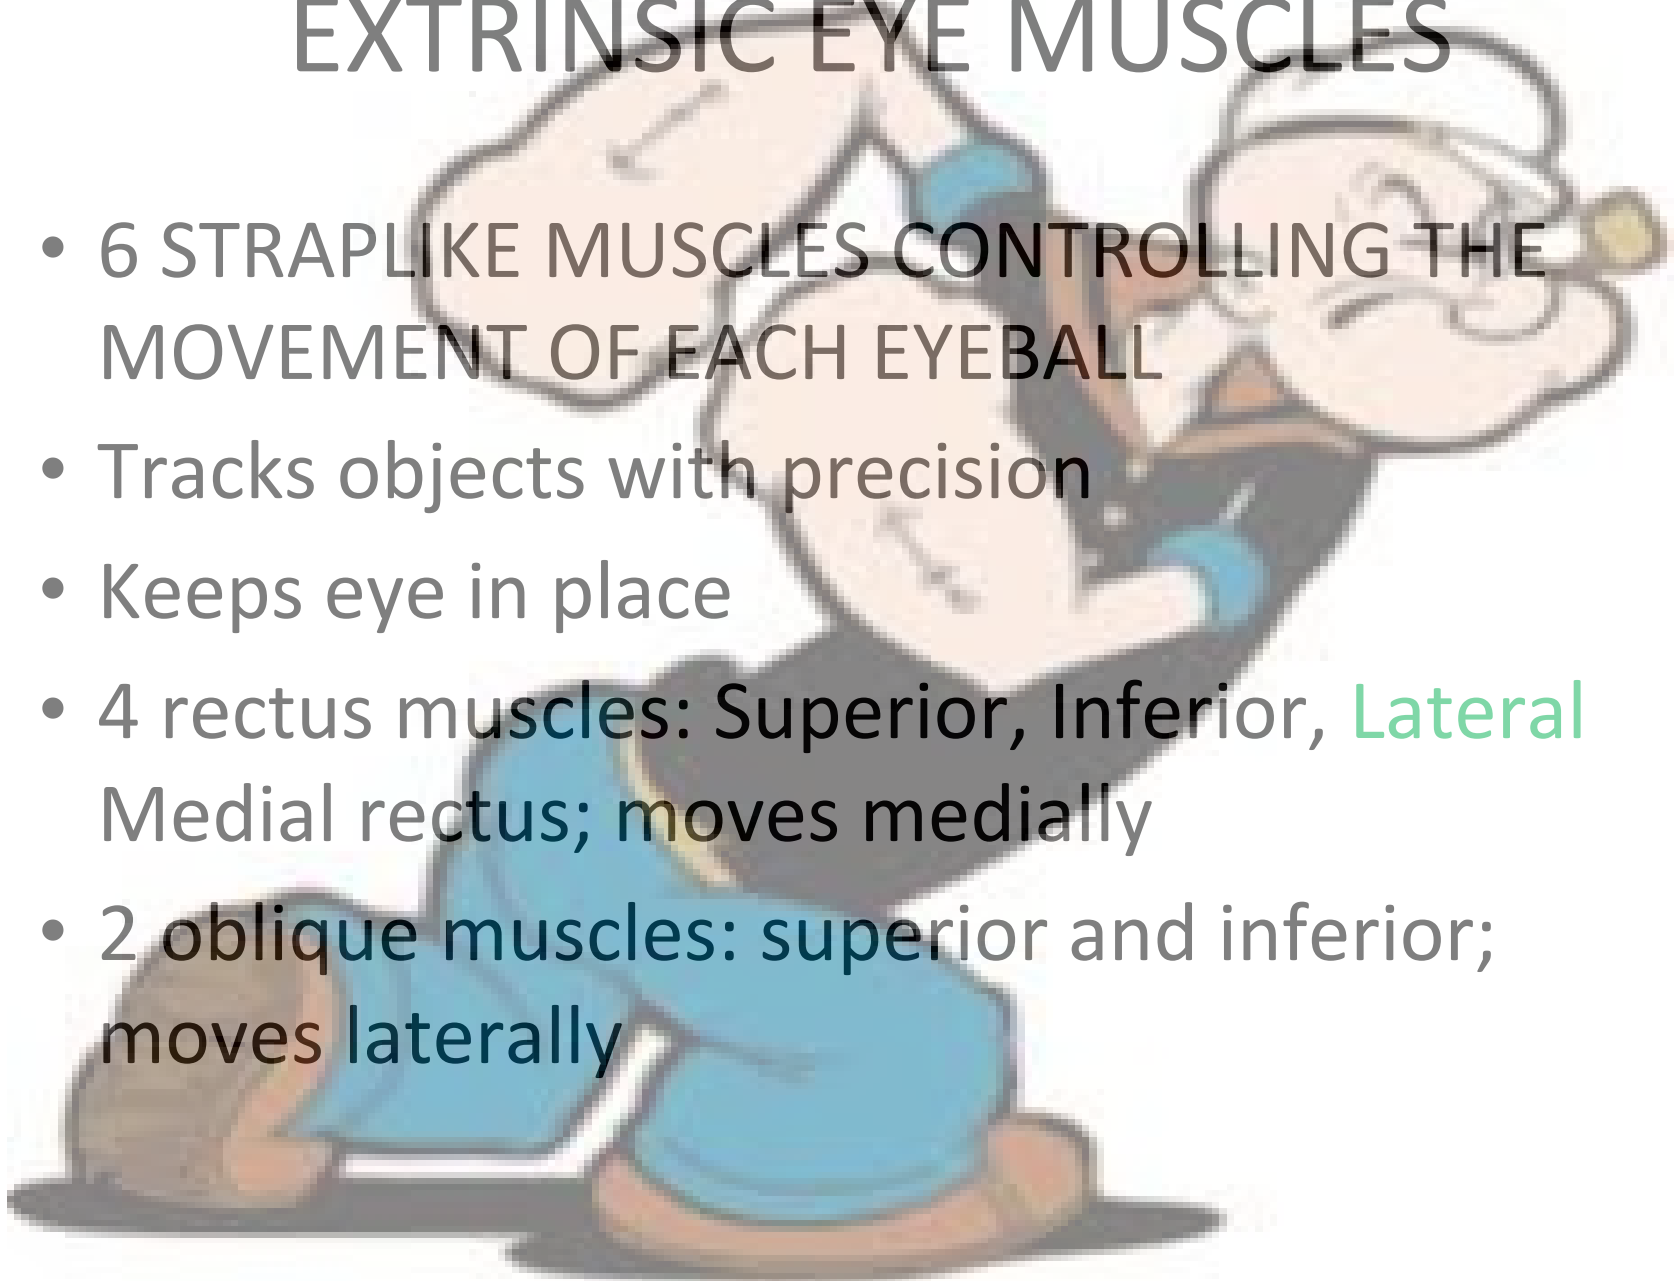 EXTRINSIC EYE MUSCLES
• 6 STRAPLIKE MUSCLES CONTROLLING THE
MOVEMENT OF EACH EYEBALL
• Tracks objects with precision
• Keeps eye in place
• 4 rectus muscles: Superior, Inferior, Lateral
Medial rectus; moves medially
• 2 oblique muscles: superior and inferior;
moves laterally